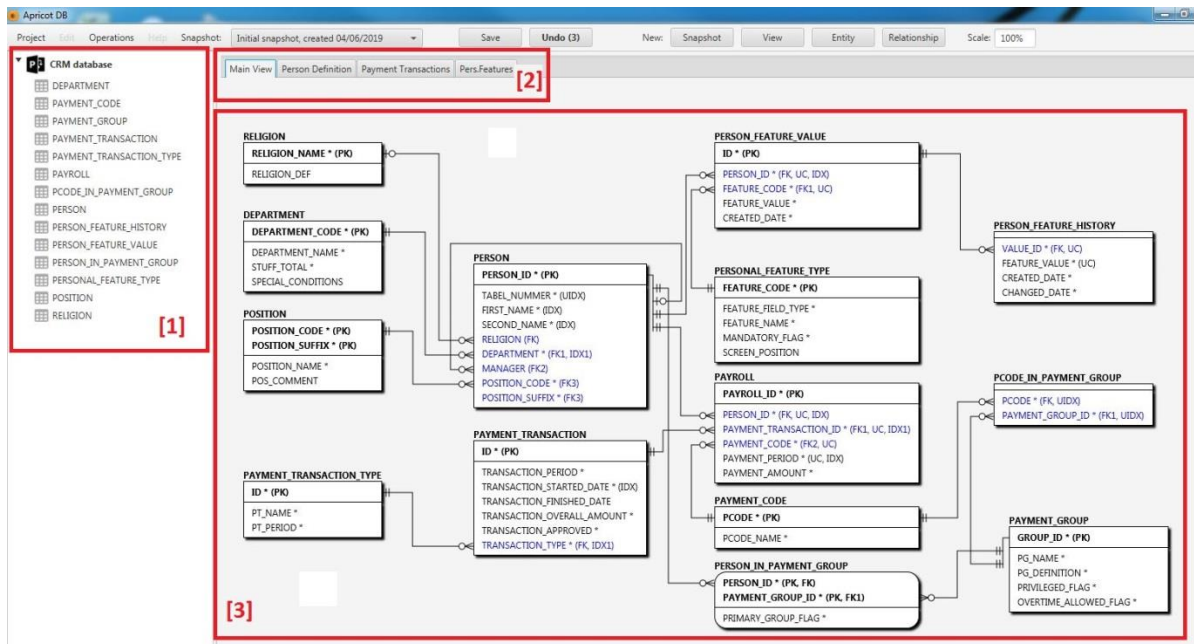 Apricot DB
Project Edit Operations Help Snapshot: Initial snapshot, created 04/06/2019 Save Undo (3) New: Snapshot View Entity Relationship Scale: 100%
CRM database
DEPARTMENT
PAYMENT_CODE
PAYMENT_GROUP
PAYMENT_TRANSACTION
PAYMENT_TRANSACTION_TYPE
PAYROLL
PCODE_IN_PAYMENT_GROUP
PERSON
PERSON_FEATURE_HISTORY
PERSON_FEATURE_VALUE
PERSON_IN_PAYMENT_GROUP
PERSONAL_FEATURE_TYPE
POSITION
RELIGION
[1]
Main View Person Definition Payment Transactions Pers.Features
[2]
RELIGION
RELIGION_NAME * (PK)
RELIGION_DEF
DEPARTMENT
DEPARTMENT_CODE * (PK)
DEPARTMENT_NAME *
STUFF_TOTAL *
SPECIAL_CONDITIONS
POSITION
POSITION_CODE * (PK)
POSITION_SUFFIX * (PK)
POSITION_NAME *
POS_COMMENT
PAYMENT_TRANSACTION_TYPE
ID * (PK)
PT_NAME *
PT_PERIOD *
PERSON
PERSON_ID * (PK)
TABEL_NUMMER * (UIDX)
FIRST_NAME * (IDX)
SECOND_NAME * (IDX)
RELIGION (FK)
DEPARTMENT * (FK1, IDX1)
MANAGER (FK2)
POSITION_CODE * (FK3)
POSITION_SUFFIX * (FK3)
PAYMENT_TRANSACTION
ID * (PK)
TRANSACTION_PERIOD *
TRANSACTION_STARTED_DATE * (IDX)
TRANSACTION_FINISHED_DATE
TRANSACTION_OVERALL_AMOUNT *
TRANSACTION_APPROVED *
TRANSACTION_TYPE * (FK, IDX1)
PERSON_FEATURE_VALUE
ID * (PK)
PERSON_ID * (FK, UC, IDX)
FEATURE_CODE * (FK1, UC)
FEATURE_VALUE *
CREATED_DATE *
PERSONAL_FEATURE_TYPE
FEATURE_CODE * (PK)
FEATURE_FIELD_TYPE *
FEATURE_NAME *
MANDATORY_FLAG *
SCREEN_POSITION
PAYROLL
PAYROLL_ID * (PK)
PERSON_ID * (FK, UC, IDX)
PAYMENT_TRANSACTION_ID * (FK1, UC, IDX1)
PAYMENT_CODE * (FK2, UC)
PAYMENT_PERIOD * (UC, IDX)
PAYMENT_AMOUNT *
PAYMENT_CODE
PCODE * (PK)
PCODE_NAME *
PERSON_IN_PAYMENT_GROUP
PERSON_ID * (PK, FK)
PAYMENT_GROUP_ID * (PK, FK1)
PRIMARY_GROUP_FLAG *
PERSON_FEATURE_HISTORY
VALUE_ID * (FK, UC)
FEATURE_VALUE * (UC)
CREATED_DATE *
CHANGED_DATE *
PCODE_IN_PAYMENT_GROUP
PCODE * (FK, UIDX)
PAYMENT_GROUP_ID * (FK1, UIDX)
PAYMENT_GROUP
GROUP_ID * (PK)
PG_NAME *
PG_DEFINITION *
PRIVILEGED_FLAG *
OVERTIME_ALLOWED_FLAG *
[3]